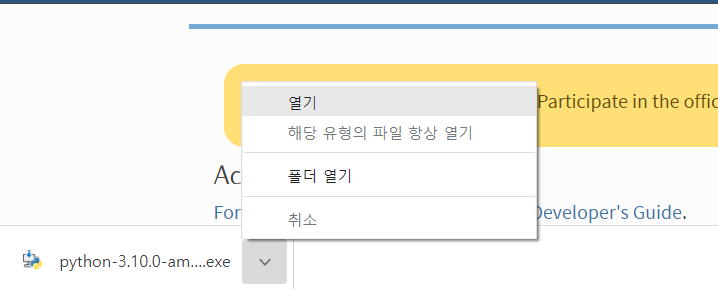 열기
Participate in the offic
해당 유형의 파일 항상 열기
Ac
폴더 열기
For
Developer's Guide.
취소
python-3.10.0-am....exe